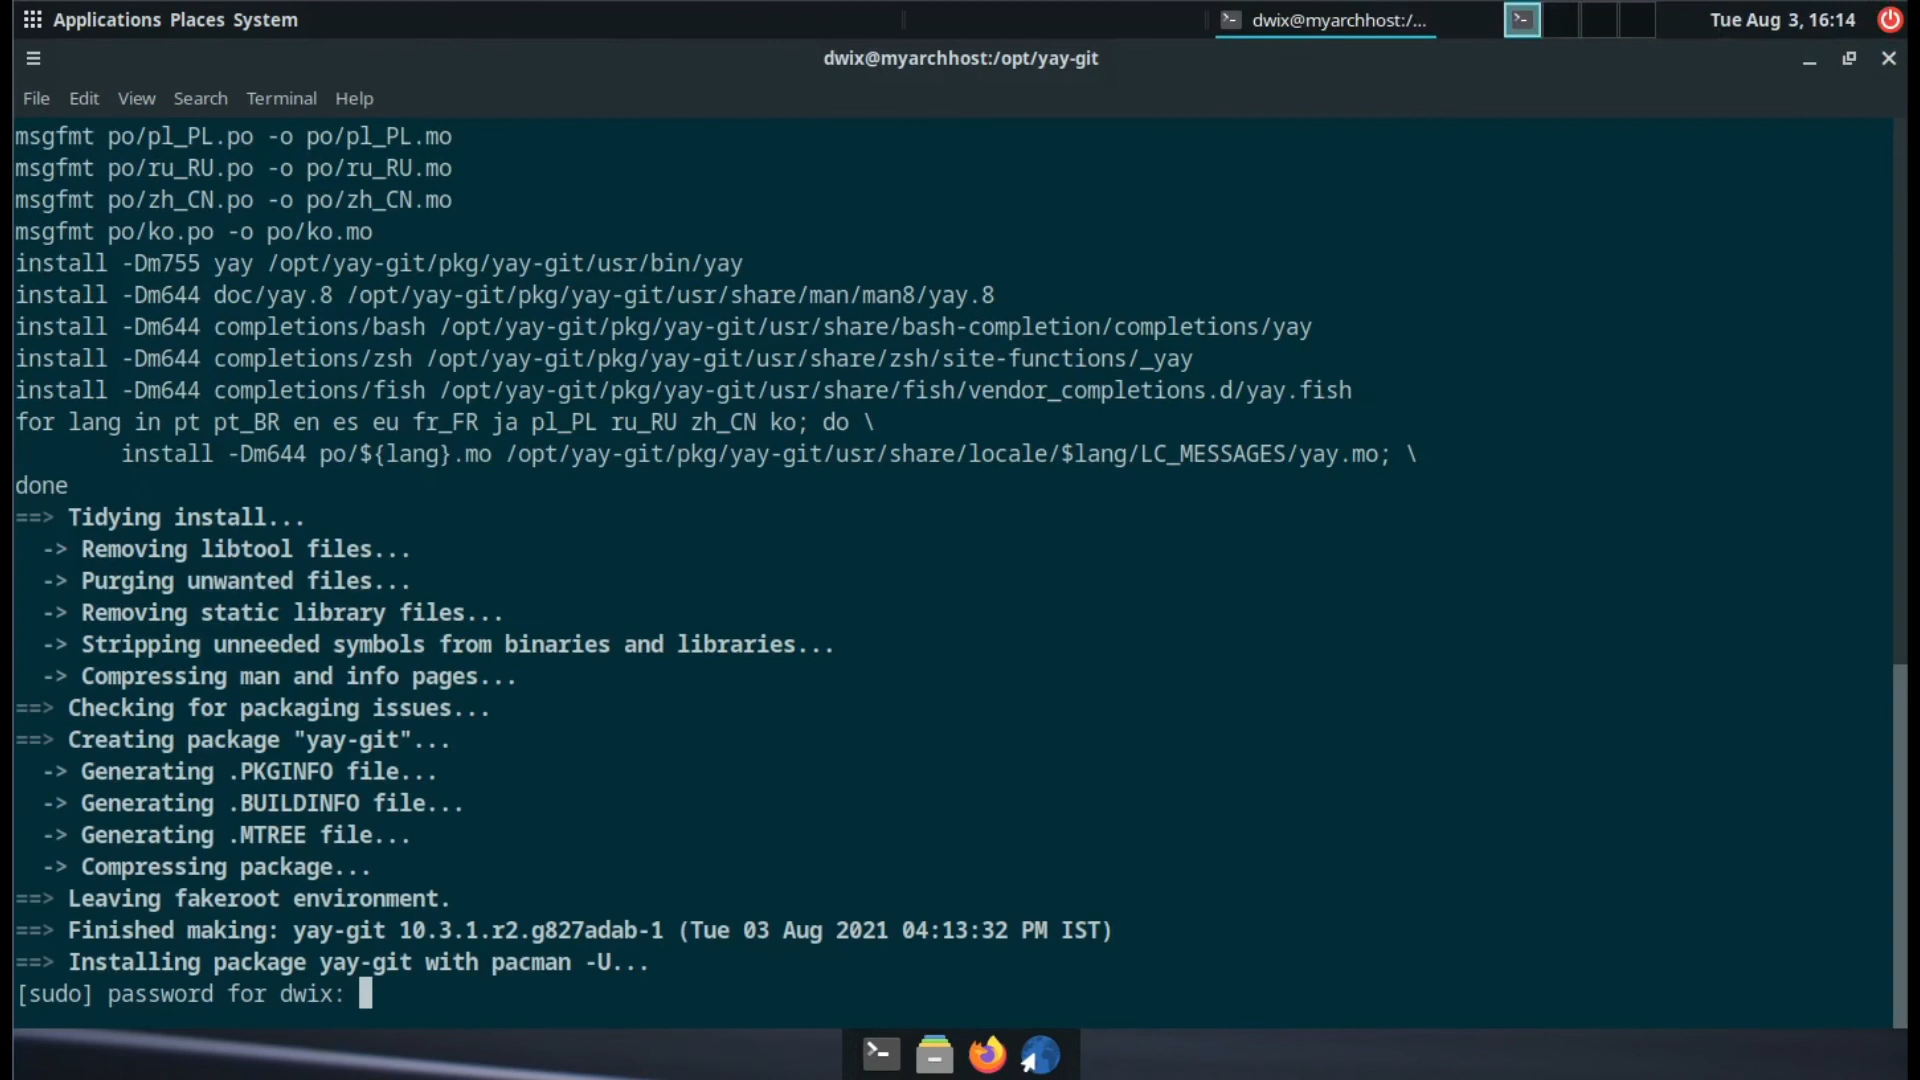 Applications Places System
dwix@myarchhost:/...
Tue Aug 3, 16:14
dwix@myarchhost:/opt/yay-git
File Edit View Search Terminal Help
msgfmt po/pl_PL.po -o po/pl_PL.mo
msgfmt po/ru_RU.po -o po/ru_RU.mo
msgfmt po/zh_CN.po -o po/zh_CN.mo
msgfmt po/ko.po -o po/ko.mo
install -Dm755 yay /opt/yay-git/pkg/yay-git/usr/bin/yay
install -Dm644 doc/yay.8 /opt/yay-git/pkg/yay-git/usr/share/man/man8/yay.8
install -Dm644 completions/bash /opt/yay-git/pkg/yay-git/usr/share/bash-completion/completions/yay
install -Dm644 completions/zsh /opt/yay-git/pkg/yay-git/usr/share/zsh/site-functions/_yay
install -Dm644 completions/fish /opt/yay-git/pkg/yay-git/usr/share/fish/vendor_completions.d/yay.fish
for lang in pt pt_BR en es eu fr_FR ja pl_PL ru_RU zh_CN ko; do \
        install -Dm644 po/${lang}.mo /opt/yay-git/pkg/yay-git/usr/share/locale/$lang/LC_MESSAGES/yay.mo; \
done
==> Tidying install...
  -> Removing libtool files...
  -> Purging unwanted files...
  -> Removing static library files...
  -> Stripping unneeded symbols from binaries and libraries...
  -> Compressing man and info pages...
==> Checking for packaging issues...
==> Creating package "yay-git"...
  -> Generating .PKGINFO file...
  -> Generating .BUILDINFO file...
  -> Generating .MTREE file...
  -> Compressing package...
==> Leaving fakeroot environment.
==> Finished making: yay-git 10.3.1.r2.g827adab-1 (Tue 03 Aug 2021 04:13:32 PM IST)
==> Installing package yay-git with pacman -U...
[sudo] password for dwix: